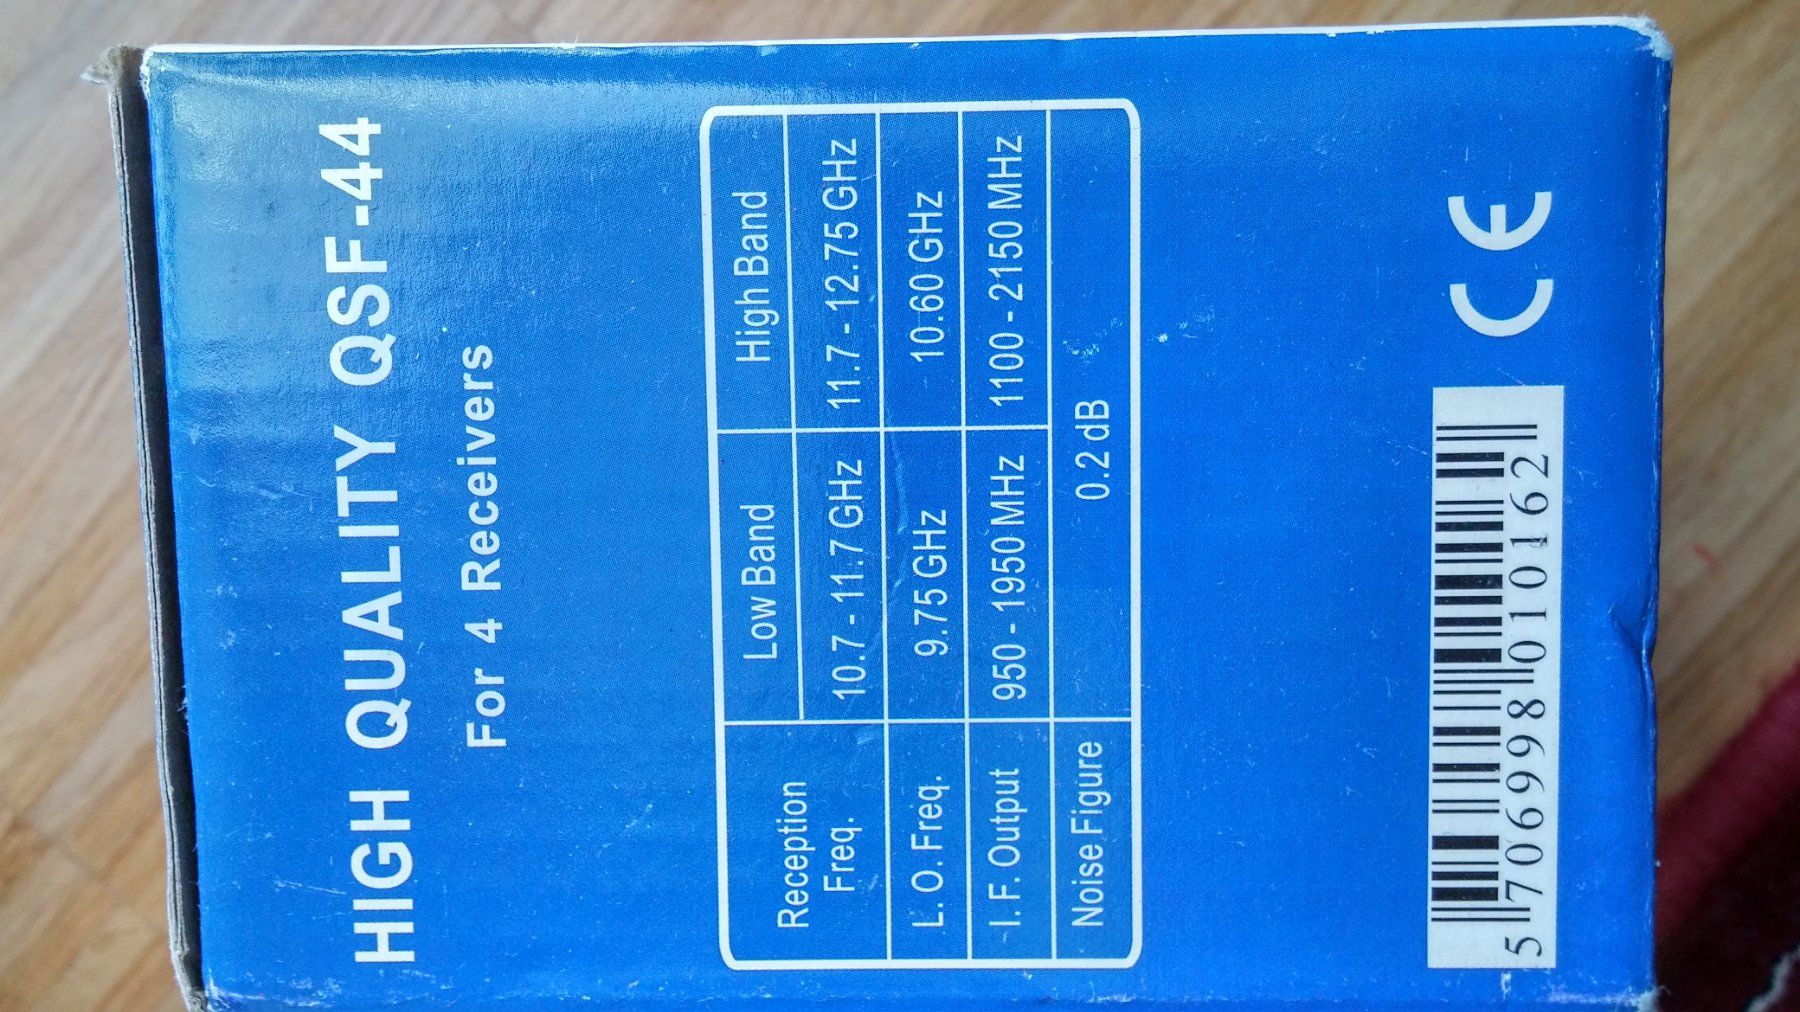 HIGH QUALITY QSF-44
For 4 Receivers
Reception Freq. Low Band High Band
10.7 - 11.7 GHz 11.7 - 12.75 GHz
L. O. Freq. 9.75 GHz 10.60 GHz
I. F. Output 950 - 1950 MHz 1100 - 2150 MHz
Noise Figure 0.2 dB
5 706998 010162
CE